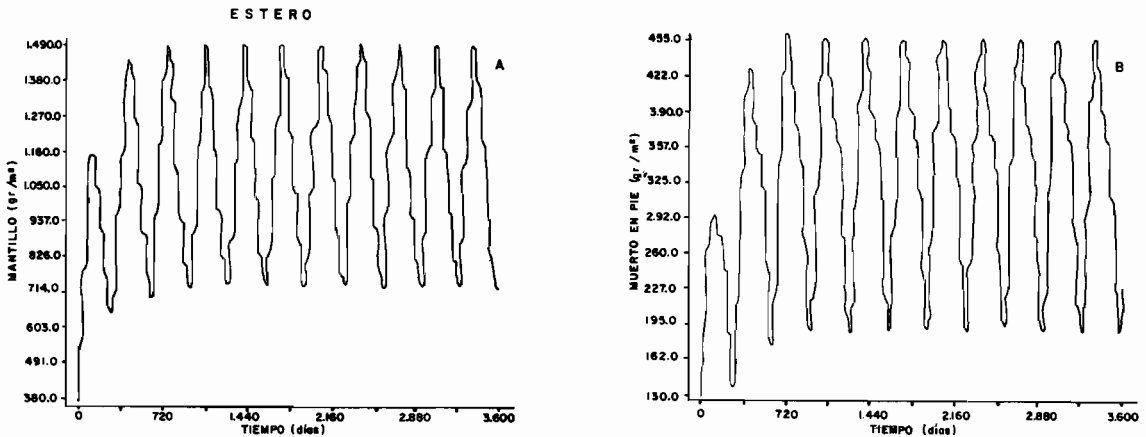 ESTERO
A
MANTILLO (gr/m²)
1.490.0
1.380.0
1.270.0
1.160.0
1.050.0
937.0
826.0
714.0
603.0
491.0
380.0
0 720 1.440 2.160 2.880 3.600
TIEMPO (días)
B
MUERTO EN PIE (gr/m²)
455.0
422.0
390.0
357.0
325.0
292.0
260.0
227.0
195.0
162.0
130.0
0 720 1.440 2.160 2.880 3.600
TIEMPO (días)